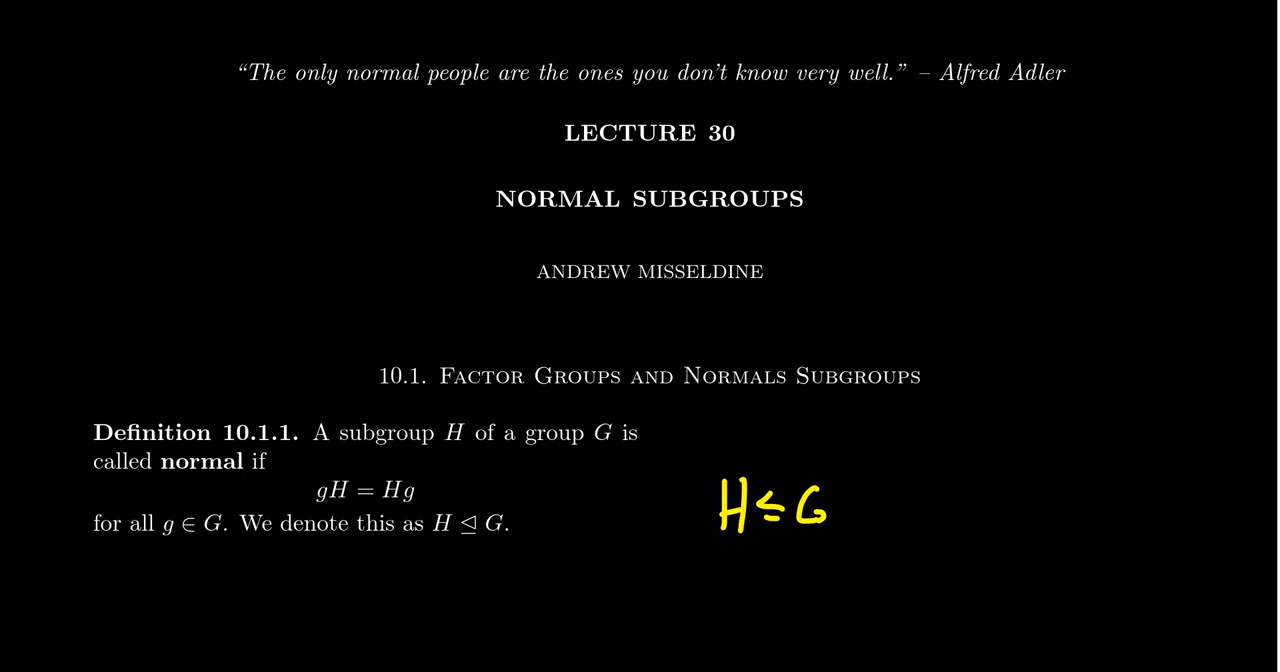 “The only normal people are the ones you don’t know very well.” – Alfred Adler
LECTURE 30
NORMAL SUBGROUPS
ANDREW MISSELDINE
10.1. Factor Groups and Normals Subgroups
Definition 10.1.1. A subgroup H of a group G is
called normal if
gH = Hg
for all g ∈ G. We denote this as H ⊴ G.
H ≤ G